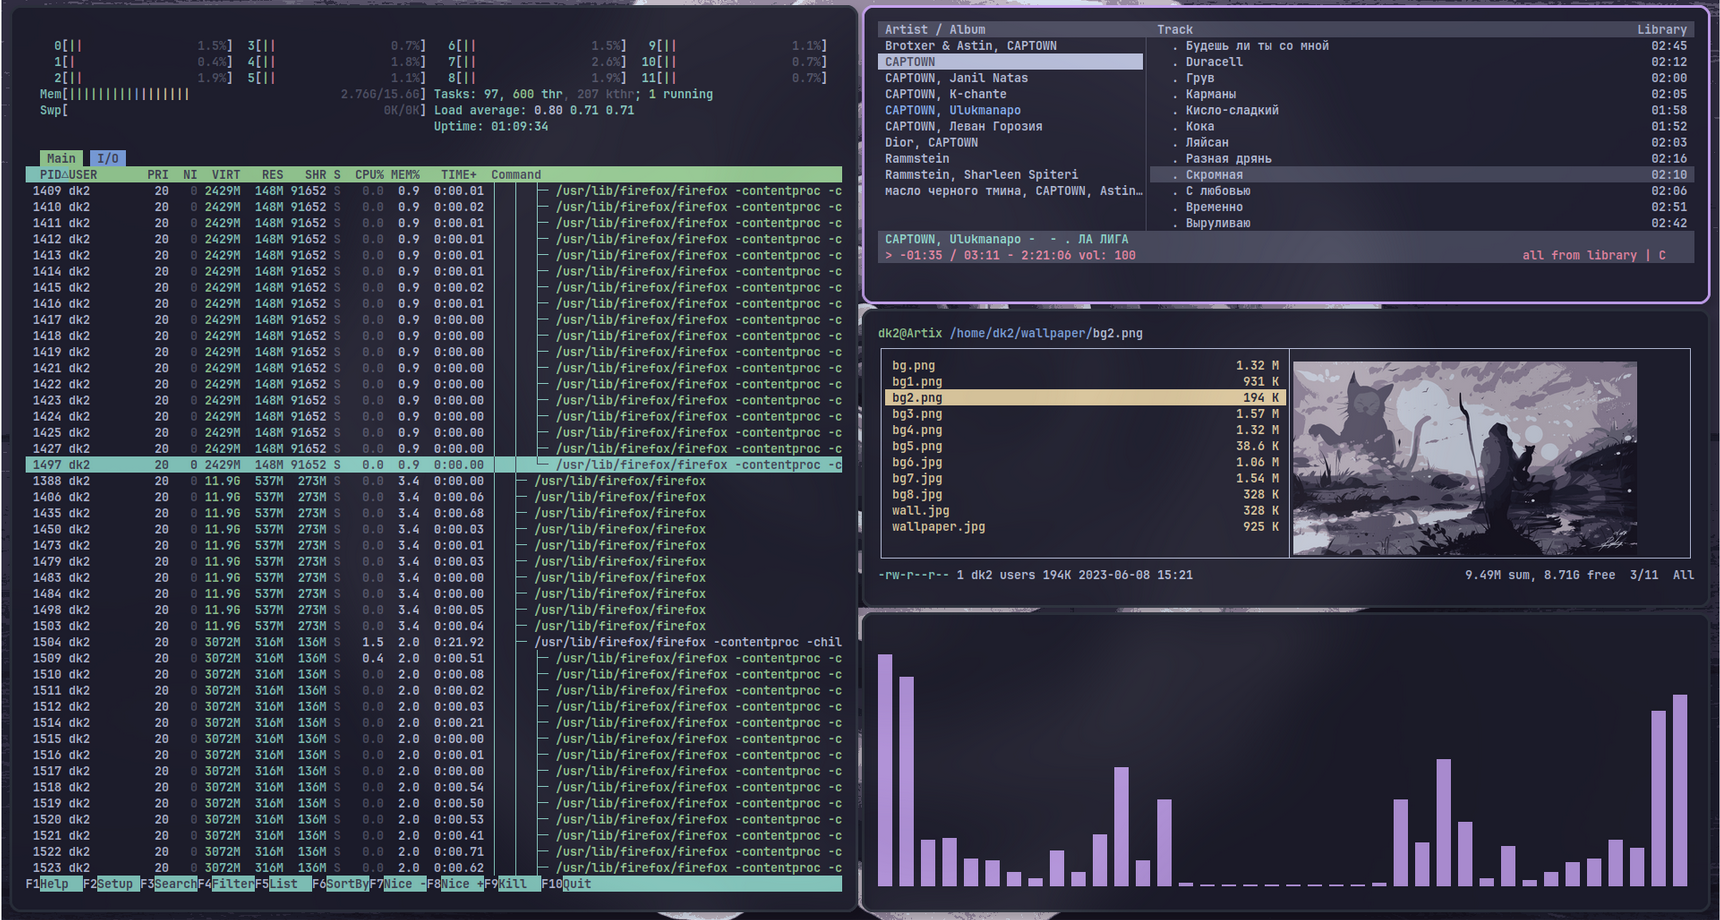 0[|| 1.5%] 3[|| 0.7%] 6[|| 1.5%] 9[|| 1.1%]
1[| 0.4%] 4[|| 1.8%] 7[|| 2.6%] 10[|| 0.7%]
2[|| 1.9%] 5[|| 1.1%] 8[|| 1.9%] 11[|| 0.7%]
Mem[||||||||||||||||| 2.76G/15.6G] Tasks: 97, 600 thr, 207 kthr; 1 running
Swp[ 0K/0K] Load average: 0.80 0.71 0.71
Uptime: 01:09:34
Main I/O
PID△USER PRI NI VIRT RES SHR S CPU% MEM% TIME+ Command
1409 dk2 20 0 2429M 148M 91652 S 0.0 0.9 0:00.01 /usr/lib/firefox/firefox -contentproc -c
1410 dk2 20 0 2429M 148M 91652 S 0.0 0.9 0:00.02 /usr/lib/firefox/firefox -contentproc -c
1411 dk2 20 0 2429M 148M 91652 S 0.0 0.9 0:00.01 /usr/lib/firefox/firefox -contentproc -c
1412 dk2 20 0 2429M 148M 91652 S 0.0 0.9 0:00.01 /usr/lib/firefox/firefox -contentproc -c
1413 dk2 20 0 2429M 148M 91652 S 0.0 0.9 0:00.01 /usr/lib/firefox/firefox -contentproc -c
1414 dk2 20 0 2429M 148M 91652 S 0.0 0.9 0:00.01 /usr/lib/firefox/firefox -contentproc -c
1415 dk2 20 0 2429M 148M 91652 S 0.0 0.9 0:00.02 /usr/lib/firefox/firefox -contentproc -c
1416 dk2 20 0 2429M 148M 91652 S 0.0 0.9 0:00.01 /usr/lib/firefox/firefox -contentproc -c
1417 dk2 20 0 2429M 148M 91652 S 0.0 0.9 0:00.00 /usr/lib/firefox/firefox -contentproc -c
1418 dk2 20 0 2429M 148M 91652 S 0.0 0.9 0:00.00 /usr/lib/firefox/firefox -contentproc -c
1419 dk2 20 0 2429M 148M 91652 S 0.0 0.9 0:00.00 /usr/lib/firefox/firefox -contentproc -c
1421 dk2 20 0 2429M 148M 91652 S 0.0 0.9 0:00.00 /usr/lib/firefox/firefox -contentproc -c
1422 dk2 20 0 2429M 148M 91652 S 0.0 0.9 0:00.00 /usr/lib/firefox/firefox -contentproc -c
1423 dk2 20 0 2429M 148M 91652 S 0.0 0.9 0:00.00 /usr/lib/firefox/firefox -contentproc -c
1424 dk2 20 0 2429M 148M 91652 S 0.0 0.9 0:00.00 /usr/lib/firefox/firefox -contentproc -c
1425 dk2 20 0 2429M 148M 91652 S 0.0 0.9 0:00.00 /usr/lib/firefox/firefox -contentproc -c
1427 dk2 20 0 2429M 148M 91652 S 0.0 0.9 0:00.00 /usr/lib/firefox/firefox -contentproc -c
1497 dk2 20 0 2429M 148M 91652 S 0.0 0.9 0:00.00 /usr/lib/firefox/firefox -contentproc -c
1388 dk2 20 0 11.9G 537M 273M S 0.0 3.4 0:00.00 /usr/lib/firefox/firefox
1406 dk2 20 0 11.9G 537M 273M S 0.0 3.4 0:00.06 /usr/lib/firefox/firefox
1435 dk2 20 0 11.9G 537M 273M S 0.0 3.4 0:00.68 /usr/lib/firefox/firefox
1450 dk2 20 0 11.9G 537M 273M S 0.0 3.4 0:00.03 /usr/lib/firefox/firefox
1473 dk2 20 0 11.9G 537M 273M S 0.0 3.4 0:00.01 /usr/lib/firefox/firefox
1479 dk2 20 0 11.9G 537M 273M S 0.0 3.4 0:00.03 /usr/lib/firefox/firefox
1483 dk2 20 0 11.9G 537M 273M S 0.0 3.4 0:00.00 /usr/lib/firefox/firefox
1484 dk2 20 0 11.9G 537M 273M S 0.0 3.4 0:00.00 /usr/lib/firefox/firefox
1498 dk2 20 0 11.9G 537M 273M S 0.0 3.4 0:00.05 /usr/lib/firefox/firefox
1503 dk2 20 0 11.9G 537M 273M S 0.0 3.4 0:00.04 /usr/lib/firefox/firefox
1504 dk2 20 0 3072M 316M 136M S 1.5 2.0 0:21.92 /usr/lib/firefox/firefox -contentproc -chil
1509 dk2 20 0 3072M 316M 136M S 0.4 2.0 0:00.51 /usr/lib/firefox/firefox -contentproc -c
1510 dk2 20 0 3072M 316M 136M S 0.0 2.0 0:00.08 /usr/lib/firefox/firefox -contentproc -c
1511 dk2 20 0 3072M 316M 136M S 0.0 2.0 0:00.02 /usr/lib/firefox/firefox -contentproc -c
1512 dk2 20 0 3072M 316M 136M S 0.0 2.0 0:00.03 /usr/lib/firefox/firefox -contentproc -c
1514 dk2 20 0 3072M 316M 136M S 0.0 2.0 0:00.21 /usr/lib/firefox/firefox -contentproc -c
1515 dk2 20 0 3072M 316M 136M S 0.0 2.0 0:00.00 /usr/lib/firefox/firefox -contentproc -c
1516 dk2 20 0 3072M 316M 136M S 0.0 2.0 0:00.01 /usr/lib/firefox/firefox -contentproc -c
1517 dk2 20 0 3072M 316M 136M S 0.0 2.0 0:00.00 /usr/lib/firefox/firefox -contentproc -c
1518 dk2 20 0 3072M 316M 136M S 0.0 2.0 0:00.54 /usr/lib/firefox/firefox -contentproc -c
1519 dk2 20 0 3072M 316M 136M S 0.0 2.0 0:00.50 /usr/lib/firefox/firefox -contentproc -c
1520 dk2 20 0 3072M 316M 136M S 0.0 2.0 0:00.53 /usr/lib/firefox/firefox -contentproc -c
1521 dk2 20 0 3072M 316M 136M S 0.0 2.0 0:00.41 /usr/lib/firefox/firefox -contentproc -c
1522 dk2 20 0 3072M 316M 136M S 0.0 2.0 0:00.71 /usr/lib/firefox/firefox -contentproc -c
1523 dk2 20 0 3072M 316M 136M S 0.0 2.0 0:00.62 /usr/lib/firefox/firefox -contentproc -c
F1Help F2Setup F3SearchF4FilterF5List F6SortByF7Nice -F8Nice +F9Kill F10Quit
Artist / Album Track Library
Brotxer & Astin, CAPTOWN . Будешь ли ты со мной 02:45
CAPTOWN . Duracell 02:12
CAPTOWN, Janil Natas . Грув 02:00
CAPTOWN, K-chante . Карманы 02:05
CAPTOWN, Ulukmanapo . Кисло-сладкий 01:58
CAPTOWN, Леван Горозия . Кока 01:52
Dior, CAPTOWN . Ляйсан 02:03
Rammstein . Разная дрянь 02:16
Rammstein, Sharleen Spiteri . Скромная 02:10
масло черного тмина, CAPTOWN, Astin… . С любовью 02:06
. Временно 02:51
. Выруливаю 02:42
CAPTOWN, Ulukmanapo - - . ЛА ЛИГА
> -01:35 / 03:11 - 2:21:06 vol: 100 all from library | C
dk2@Artix /home/dk2/wallpaper/bg2.png
bg.png 1.32 M
bg1.png 931 K
bg2.png 194 K
bg3.png 1.57 M
bg4.png 1.32 M
bg5.png 38.6 K
bg6.jpg 1.06 M
bg7.jpg 1.54 M
bg8.jpg 328 K
wall.jpg 328 K
wallpaper.jpg 925 K
-rw-r--r-- 1 dk2 users 194K 2023-06-08 15:21 9.49M sum, 8.71G free 3/11 All